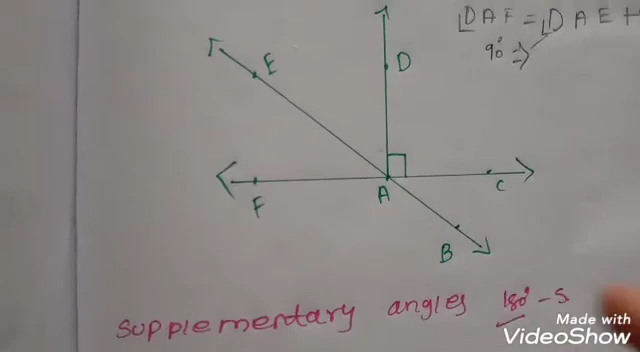 ∠DAF = ∠DAE +
90° ⇒
D
E
F
A
C
B
supplementary angles 180° - S
Made with
VideoShow